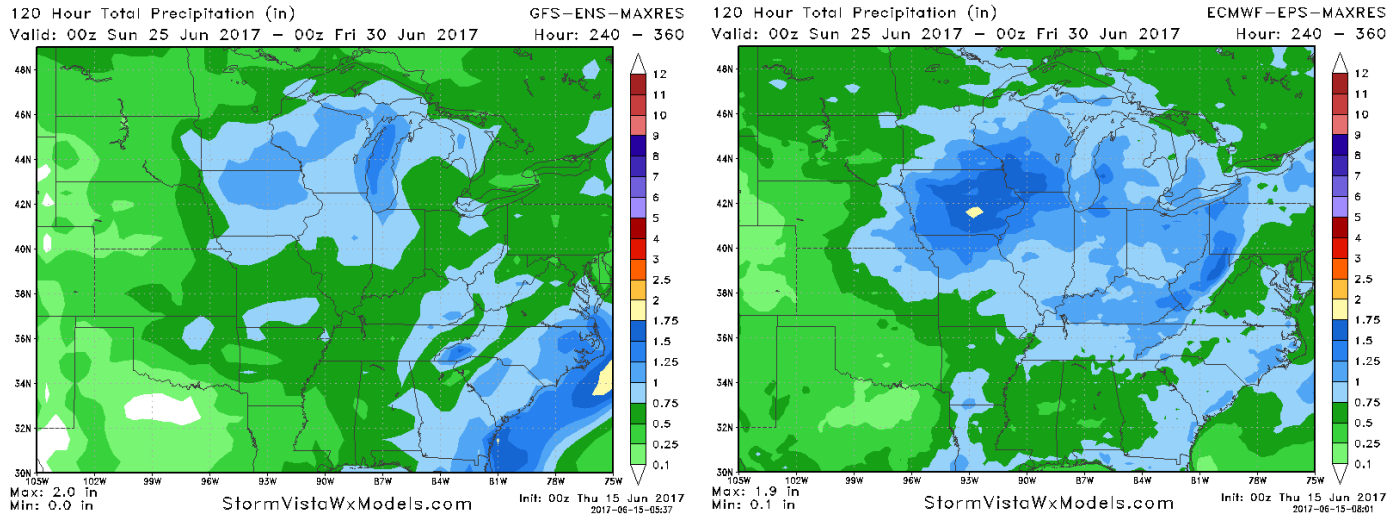 120 Hour Total Precipitation (in) GFS-ENS-MAXRES
Valid: 00z Sun 25 Jun 2017 - 00z Fri 30 Jun 2017 Hour: 240 - 360
48N
46N
44N
42N
40N
38N
36N
34N
32N
30N
105W 102W 99W 96W 93W 90W 87W 84W 81W 78W 75W
12
11
10
9
8
7
6
5
4
3
2.5
2
1.75
1.5
1.25
1
0.75
0.5
0.25
0.1
Max: 2.0 in
Min: 0.0 in
StormVistaWxModels.com
Init: 00z Thu 15 Jun 2017
2017-06-15-05:37
120 Hour Total Precipitation (in) ECMWF-EPS-MAXRES
Valid: 00z Sun 25 Jun 2017 - 00z Fri 30 Jun 2017 Hour: 240 - 360
48N
46N
44N
42N
40N
38N
36N
34N
32N
30N
105W 102W 99W 96W 93W 90W 87W 84W 81W 78W 75W
12
11
10
9
8
7
6
5
4
3
2.5
2
1.75
1.5
1.25
1
0.75
0.5
0.25
0.1
Max: 1.9 in
Min: 0.1 in
StormVistaWxModels.com
Init: 00z Thu 15 Jun 2017
2017-06-15-08:01